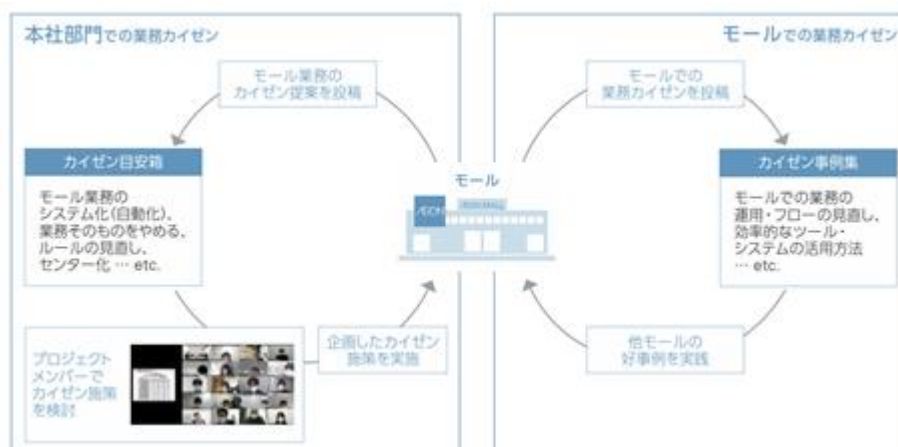 本社部門での業務カイゼン
モール業務の
カイゼン提案を投稿
カイゼン目安箱
モール業務の
システム化(自動化)、
業務そのものをやめる、
ルールの見直し、
センター化 … etc.
プロジェクト
メンバーで
カイゼン施策
を検討
企画したカイゼン
施策を実施
モール
AEON
AEON MALL
モールでの業務カイゼン
モールでの
業務カイゼンを投稿
カイゼン事例集
モールでの業務の
運用・フローの見直し、
効率的なツール・
システムの活用方法
… etc.
他モールの
好事例を実践